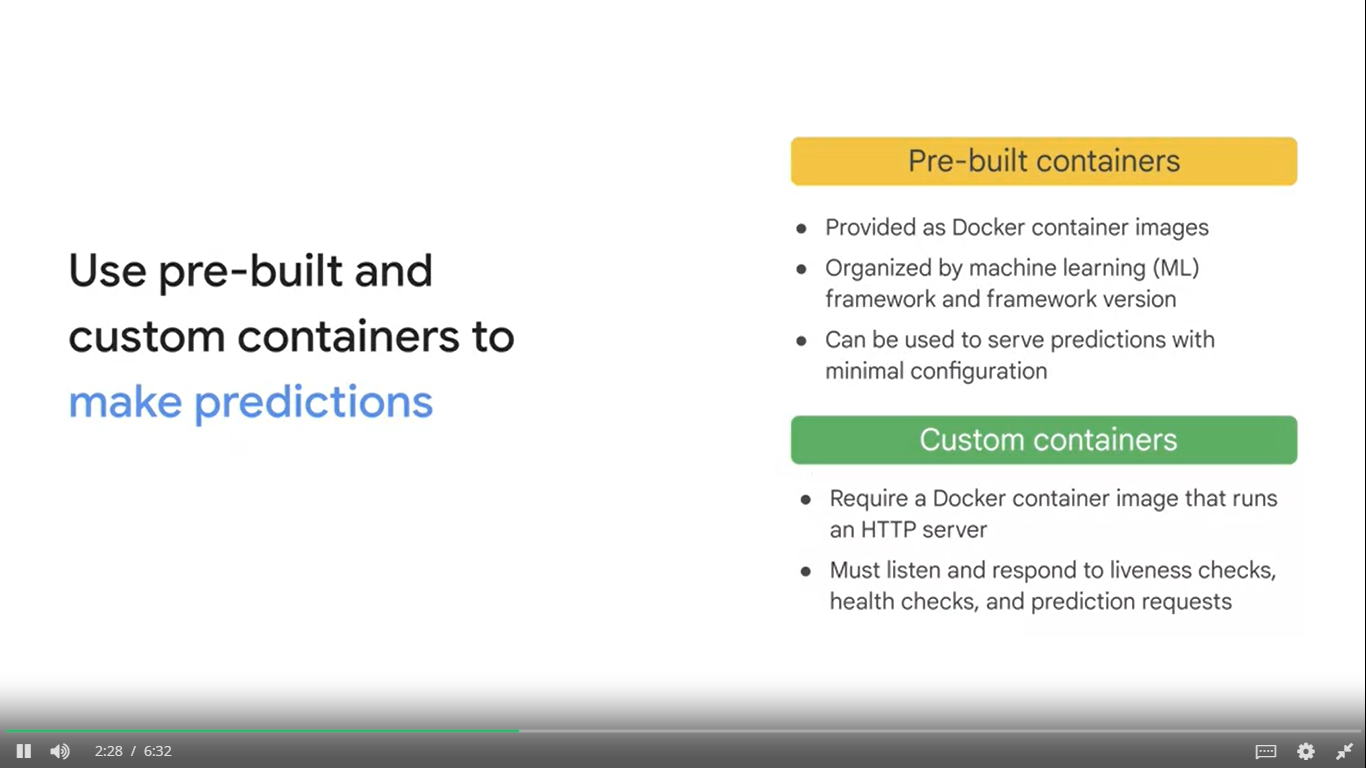 Use pre-built and
custom containers to
make predictions
Pre-built containers
● Provided as Docker container images
● Organized by machine learning (ML)
framework and framework version
● Can be used to serve predictions with
minimal configuration
Custom containers
● Require a Docker container image that runs
an HTTP server
● Must listen and respond to liveness checks,
health checks, and prediction requests
2:28 / 6:32